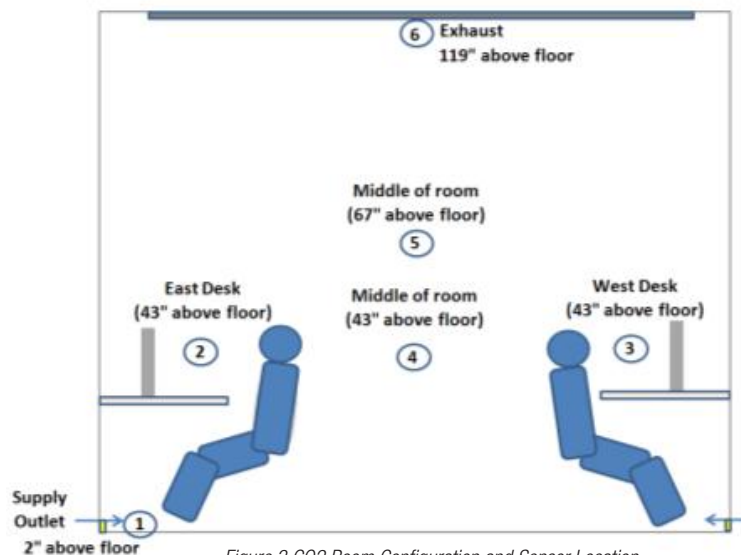 6 Exhaust
119" above floor
Middle of room
(67" above floor)
5
East Desk
(43" above floor)
2
Middle of room
(43" above floor)
4
West Desk
(43" above floor)
3
Supply
Outlet
2" above floor
1
Figure 2 CO2 Room Configuration and Sensor Location